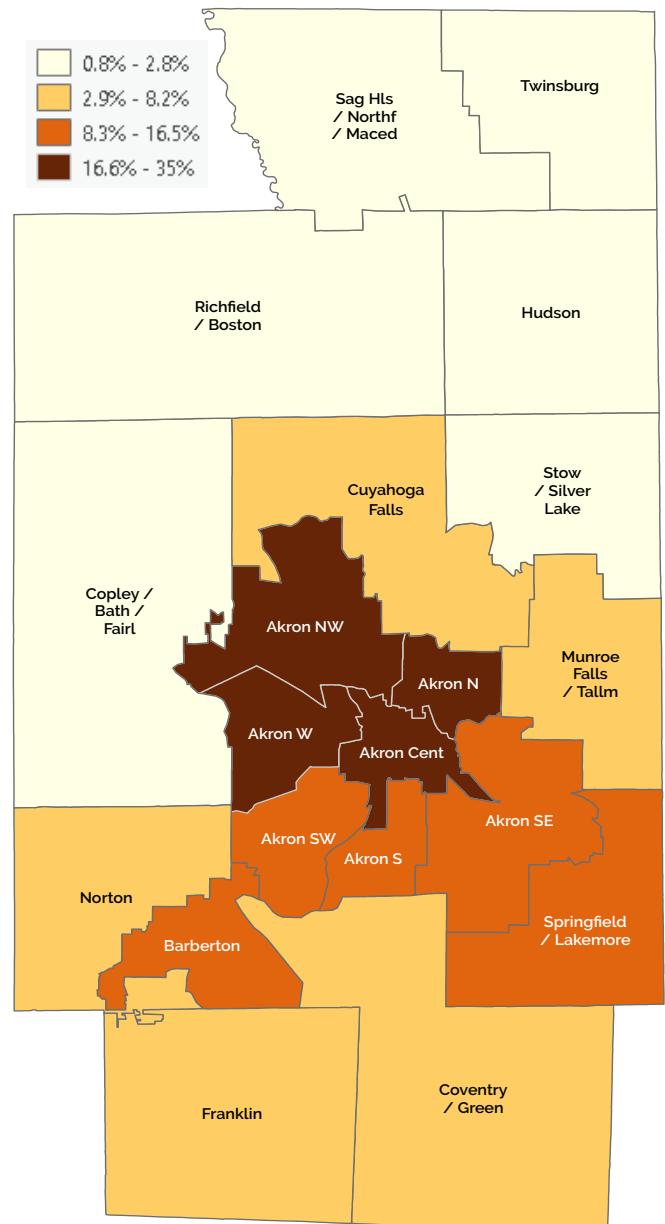 0.8% - 2.8%
2.9% - 8.2%
8.3% - 16.5%
16.6% - 35%
Sag Hls
/ Northf
/ Maced
Twinsburg
Richfield
/ Boston
Hudson
Cuyahoga
Falls
Stow
/ Silver
Lake
Copley /
Bath /
Fairl
Akron NW
Munroe
Falls
/ Tallm
Akron N
Akron W
Akron Cent
Akron SE
Akron SW
Akron S
Norton
Springfield
/ Lakemore
Barberton
Coventry
/ Green
Franklin